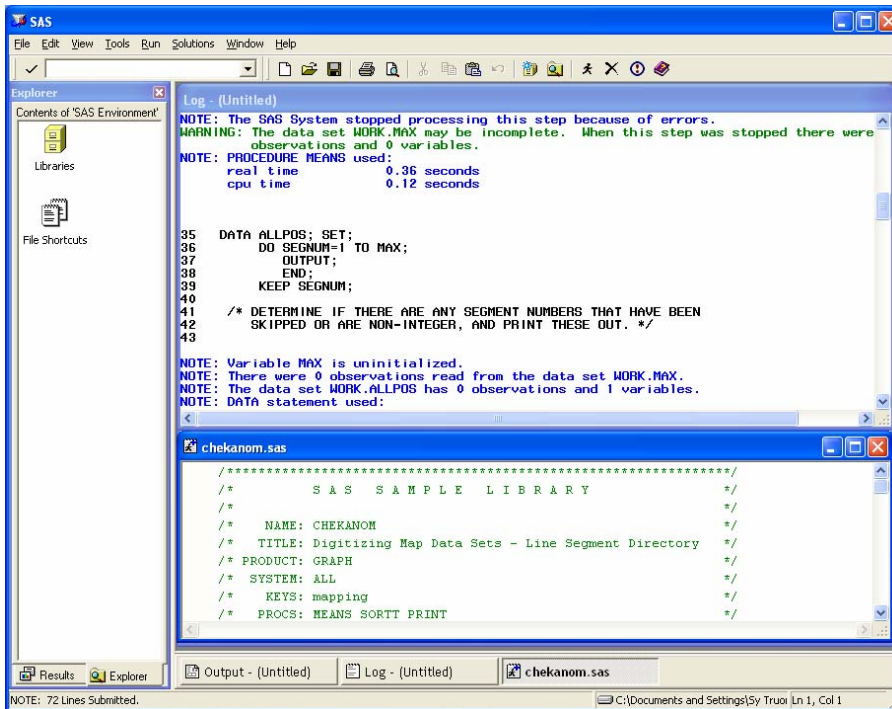 SAS
File Edit View Tools Run Solutions Window Help
Explorer
Contents of 'SAS Environment'
Libraries
File Shortcuts
Log - (Untitled)
NOTE: The SAS System stopped processing this step because of errors.
WARNING: The data set WORK.MAX may be incomplete.  When this step was stopped there were
observations and 0 variables.
NOTE: PROCEDURE MEANS used:
real time           0.36 seconds
cpu time            0.12 seconds
35   DATA ALLPOS; SET;
36        DO SEGNUM=1 TO MAX;
37           OUTPUT;
38           END;
39        KEEP SEGNUM;
40
41    /* DETERMINE IF THERE ARE ANY SEGMENT NUMBERS THAT HAVE BEEN
42       SKIPPED OR ARE NON-INTEGER, AND PRINT THESE OUT. */
43
NOTE: Variable MAX is uninitialized.
NOTE: There were 0 observations read from the data set WORK.MAX.
NOTE: The data set WORK.ALLPOS has 0 observations and 1 variables.
NOTE: DATA statement used:
chekanom.sas
/****************************************************************/
/*          S A S   S A M P L E   L I B R A R Y                 */
/*                                                              */
/*    NAME: CHEKANOM                                            */
/*   TITLE: Digitizing Map Data Sets - Line Segment Directory   */
/* PRODUCT: GRAPH                                               */
/*  SYSTEM: ALL                                                 */
/*    KEYS: mapping                                             */
/*   PROCS: MEANS SORTT PRINT                                   */
Results Explorer
Output - (Untitled) Log - (Untitled) chekanom.sas
NOTE: 72 Lines Submitted.
C:\Documents and Settings\Sy Truo Ln 1, Col 1